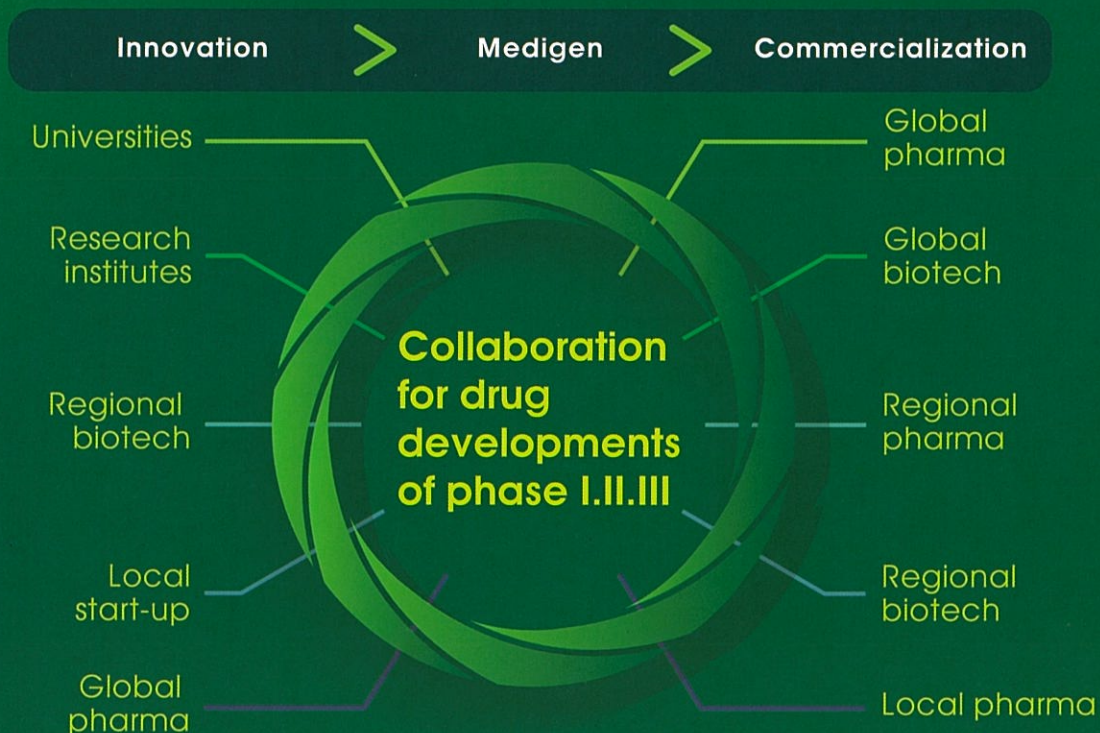 Innovation > Medigen > Commercialization
Universities
Research
institutes
Regional
biotech
Local
start-up
Global
pharma
Collaboration
for drug
developments
of phase I.II.III
Global
pharma
Global
biotech
Regional
pharma
Regional
biotech
Local pharma